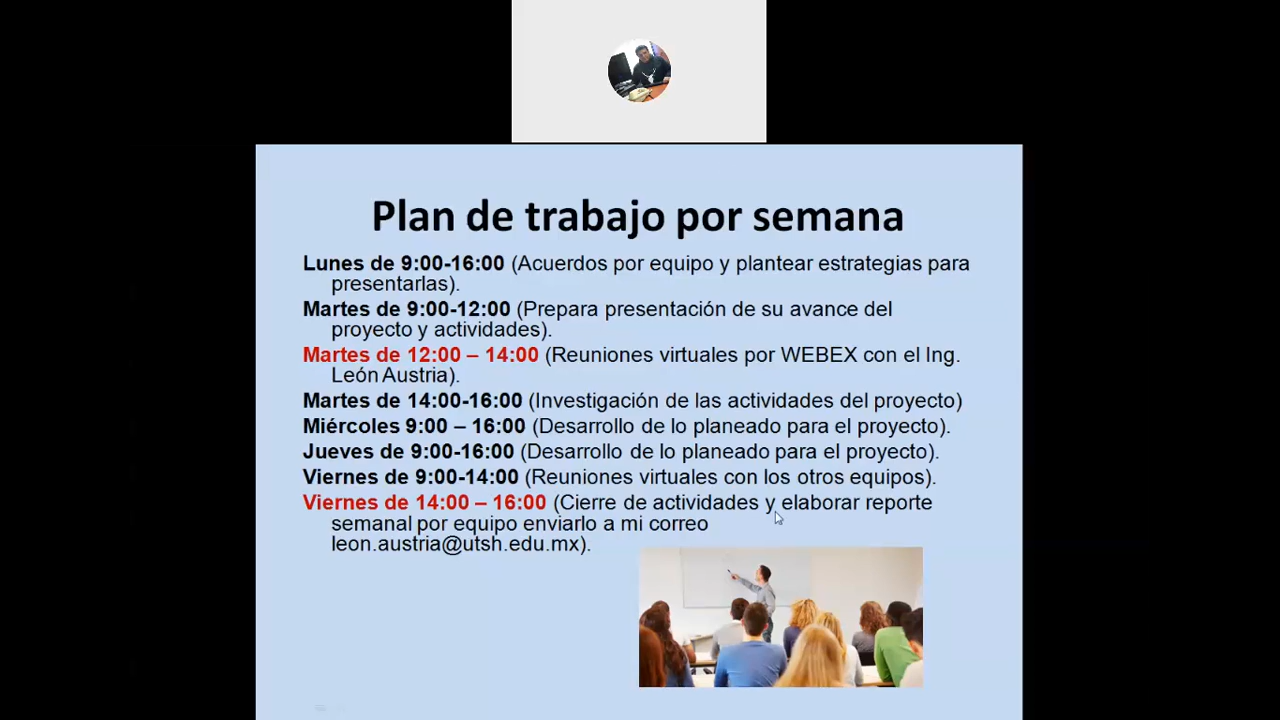 Plan de trabajo por semana
Lunes de 9:00-16:00 (Acuerdos por equipo y plantear estrategias para
presentarlas).
Martes de 9:00-12:00 (Prepara presentación de su avance del
proyecto y actividades).
Martes de 12:00 – 14:00 (Reuniones virtuales por WEBEX con el Ing.
León Austria).
Martes de 14:00-16:00 (Investigación de las actividades del proyecto)
Miércoles 9:00 – 16:00 (Desarrollo de lo planeado para el proyecto).
Jueves de 9:00-16:00 (Desarrollo de lo planeado para el proyecto).
Viernes de 9:00-14:00 (Reuniones virtuales con los otros equipos).
Viernes de 14:00 – 16:00 (Cierre de actividades y elaborar reporte
semanal por equipo enviarlo a mi correo
leon.austria@utsh.edu.mx).